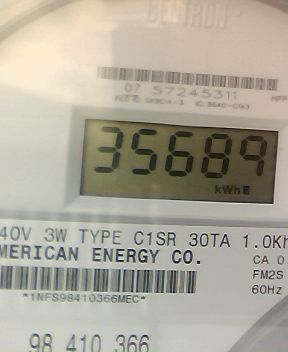 CENTRON
07 57245311
35689
kWh
40V 3W TYPE C1SR 30TA 1.0Kh
MERICAN ENERGY CO.
CA 0
FM2S
*1NFS98410366MEC*
60Hz
98 410 366